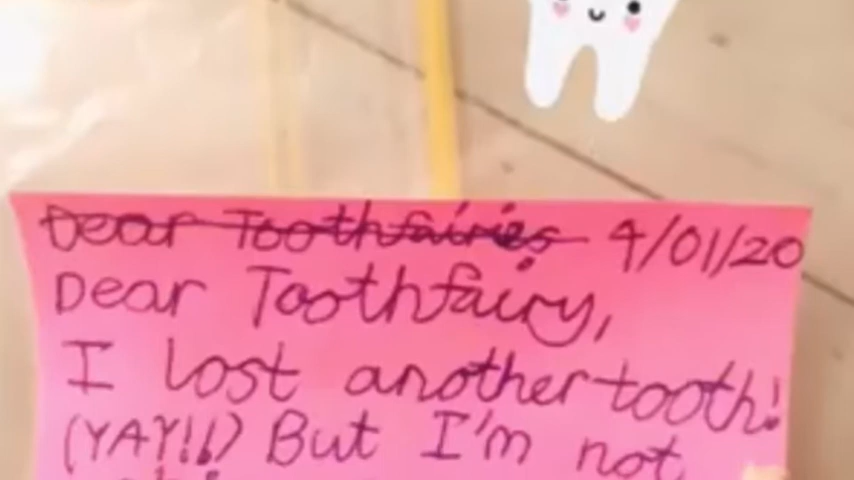 Dear Toothfairies 4/01/20
Dear Toothfairy,
I lost another tooth!
(YAY!!) But I'm not